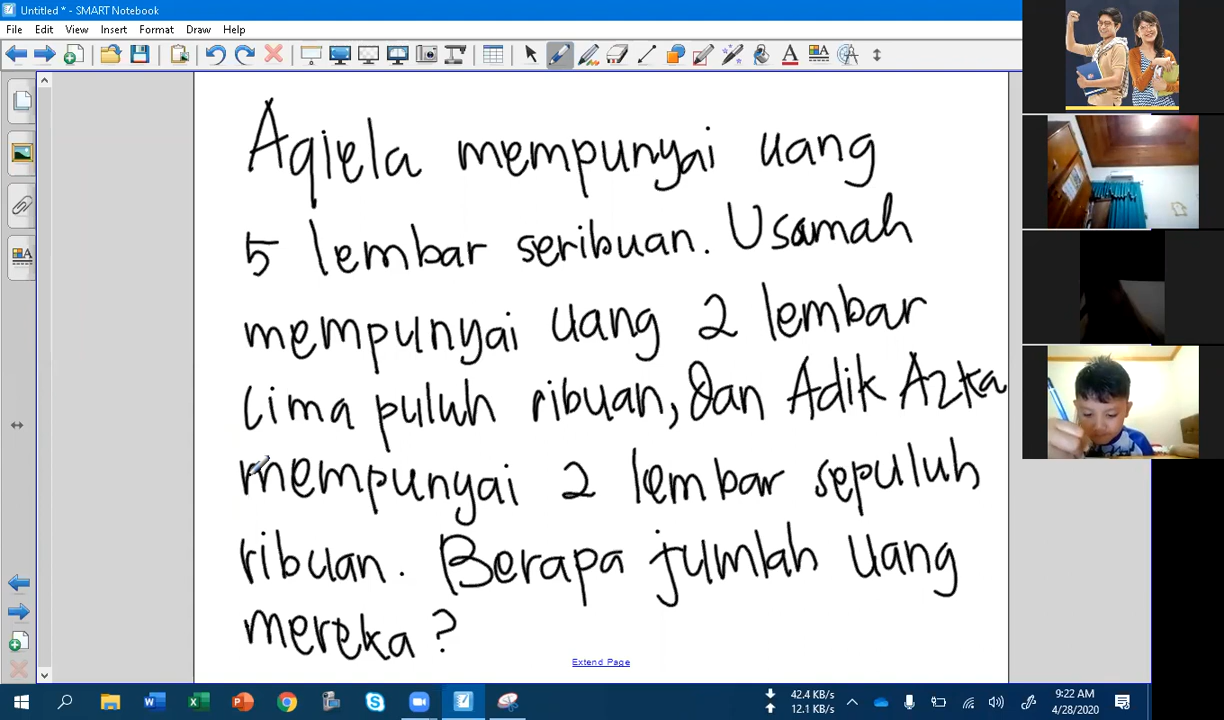 Untitled * - SMART Notebook
File Edit View Insert Format Draw Help
Aqiela mempunyai uang
5 lembar seribuan. Usamah
mempunyai uang 2 lembar
lima puluh ribuan, dan Adik Azka
mempunyai 2 lembar sepuluh
ribuan. Berapa jumlah uang
mereka?
Extend Page
42.4 KB/s
12.1 KB/s
9:22 AM
4/28/2020